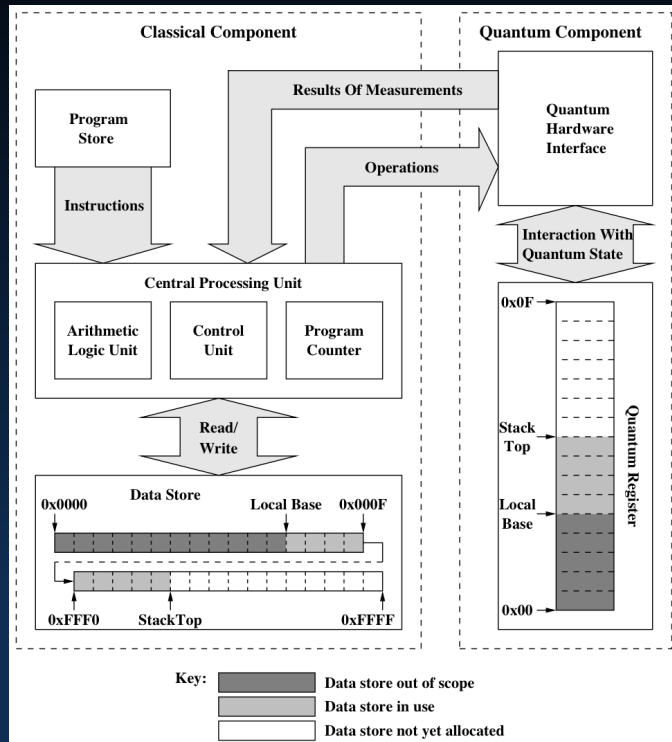 Classical Component
Quantum Component
Program
Store
Results Of Measurements
Quantum
Hardware
Interface
Operations
Instructions
Interaction With
Quantum State
Central Processing Unit
Arithmetic
Logic Unit
Control
Unit
Program
Counter
Read/
Write
Data Store
0x0000
Local Base
0x000F
0xFFF0
StackTop
0xFFFF
0x0F
Stack
Top
Local
Base
0x00
Quantum Register
Key:
Data store out of scope
Data store in use
Data store not yet allocated